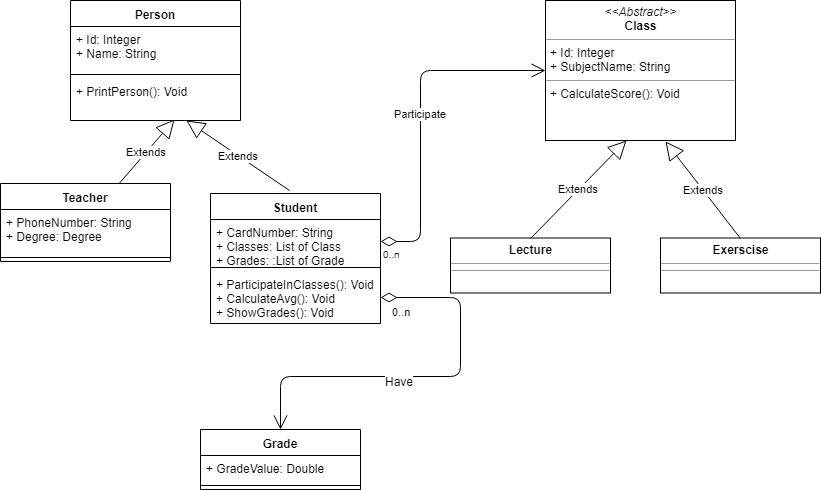 Person
+ Id: Integer
+ Name: String
+ PrintPerson(): Void
<<Abstract>>
Class
+ Id: Integer
+ SubjectName: String
+ CalculateScore(): Void
Participate
Extends
Extends
Teacher
+ PhoneNumber: String
+ Degree: Degree
Student
+ CardNumber: String
+ Classes: List of Class
+ Grades: :List of Grade
+ ParticipateInClasses(): Void
+ CalculateAvg(): Void
+ ShowGrades(): Void
0..n
0..n
Extends
Extends
Lecture
Exerscise
Have
Grade
+ GradeValue: Double